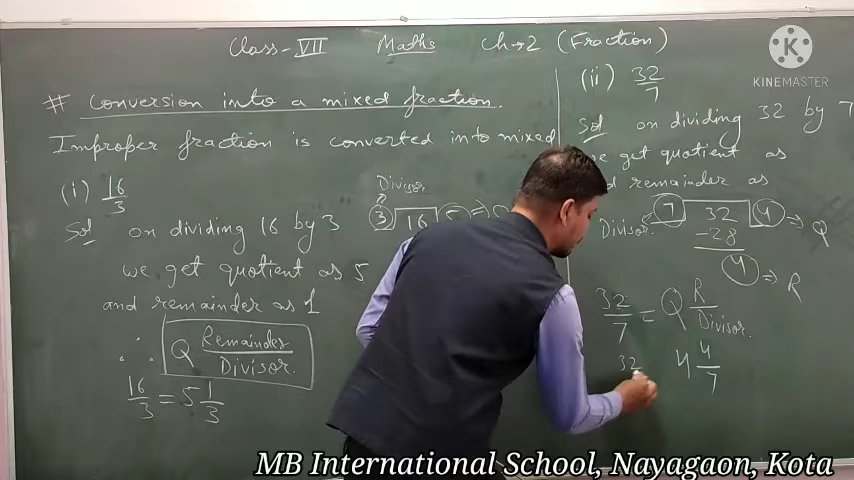 Class-VII Maths Ch→2 (Fraction)
# Conversion into a mixed fraction.
Improper fraction is converted into mixed
(i) 16/3
Sol on dividing 16 by 3
we get quotient as 5
and remainder as 1
∴ Q Remainder/Divisor.
16/3 = 5 1/3
Divisor
⇑
3 16 5 ⇒
(ii) 32/7
Sol on dividing 32 by 7
we get quotient as
remainder as
Divisor. ⇐ 7 32 4 ⇒ Q
-28
4 ⇒ R
32/7 = Q R/Divisor.
32 4 4/7
K
KINEMASTER
MB International School, Nayagaon, Kota